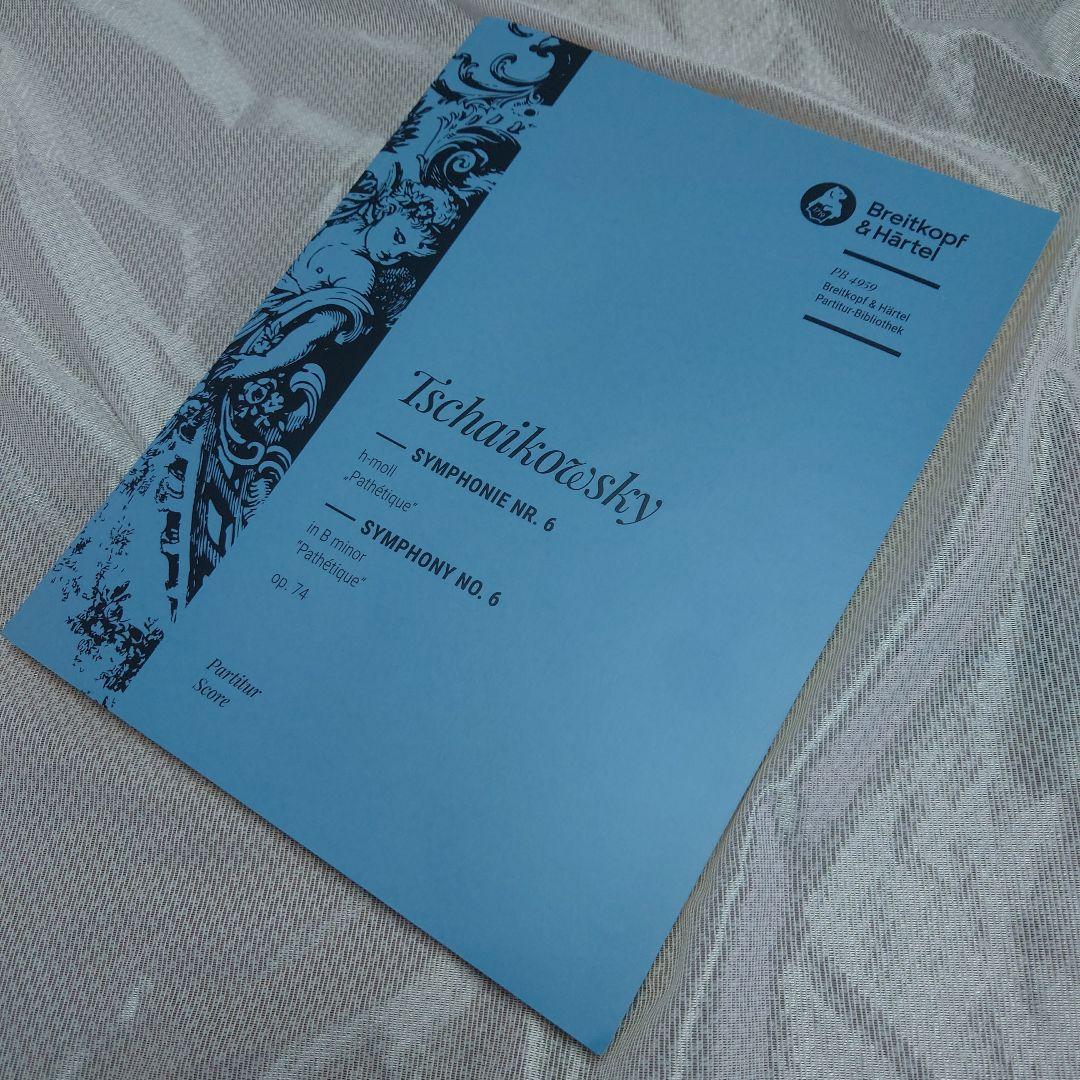 Breitkopf
& Härtel
PB 4959
Breitkopf & Härtel
Partitur-Bibliothek
Tschaikowsky
SYMPHONIE NR. 6
h-moll
„Pathétique“
SYMPHONY NO. 6
in B minor
“Pathétique”
op. 74
Partitur
Score